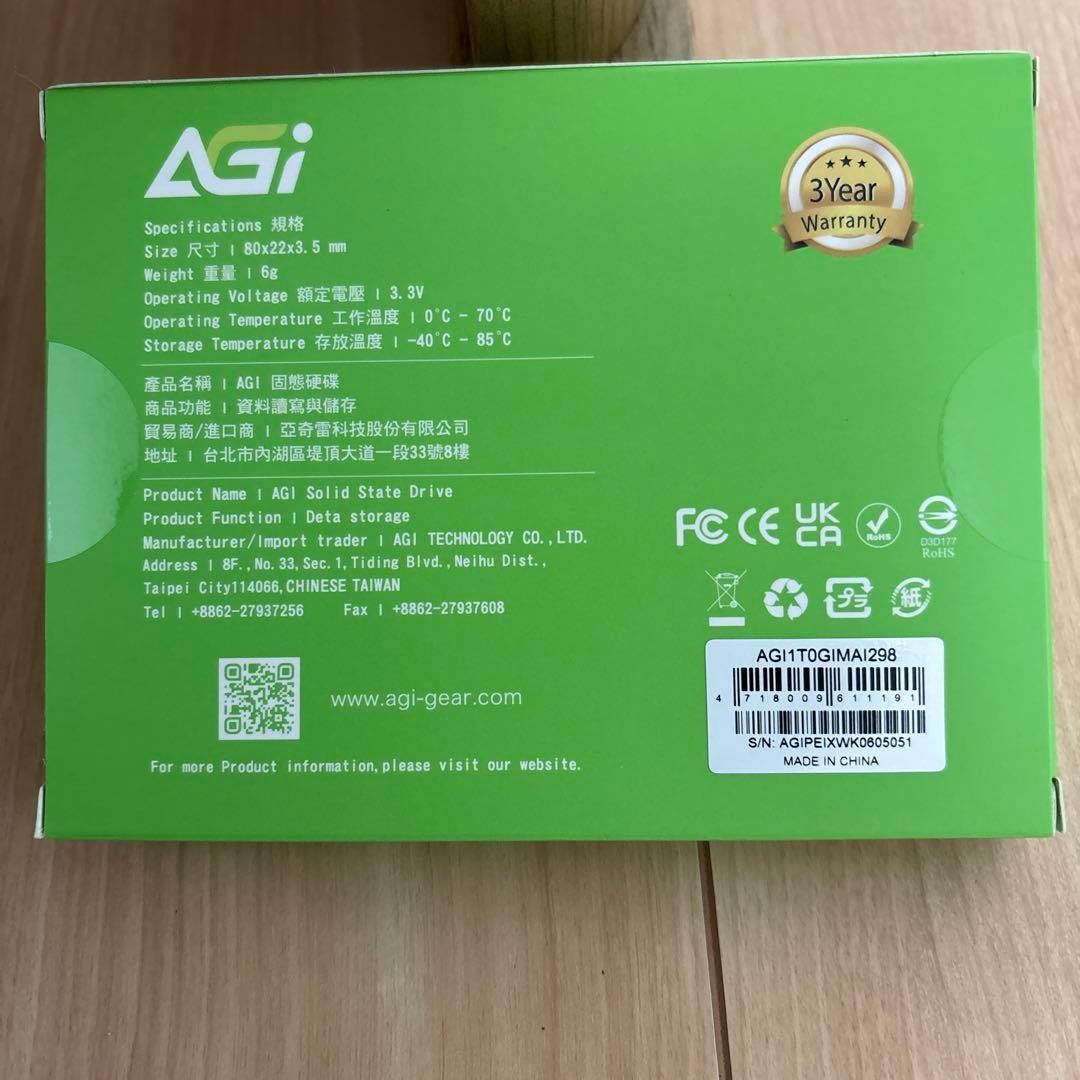 AGi
3Year
Warranty
Specifications 規格
Size 尺寸 | 80x22x3.5 mm
Weight 重量 | 6g
Operating Voltage 額定電壓 | 3.3V
Operating Temperature 工作溫度 | 0°C - 70°C
Storage Temperature 存放溫度 | -40°C - 85°C
產品名稱 | AGI 固態硬碟
商品功能 | 資料讀寫與儲存
貿易商/進口商 | 亞奇雷科技股份有限公司
地址 | 台北市內湖區堤頂大道一段33號8樓
Product Name | AGI Solid State Drive
Product Function | Deta storage
Manufacturer/Import trader | AGI TECHNOLOGY CO.,LTD.
Address | 8F.,No.33,Sec.1,Tiding Blvd.,Neihu Dist.,
Taipei City114066,CHINESE TAIWAN
Tel | +8862-27937256 Fax | +8862-27937608
www.agi-gear.com
For more Product information,please visit our website.
FC CE UK
CA
RoHS
D3D177
RoHS
プラ
紙
AGI1T0GIMAI298
4 718009 611191
S/N: AGIPEIXWK0605051
MADE IN CHINA